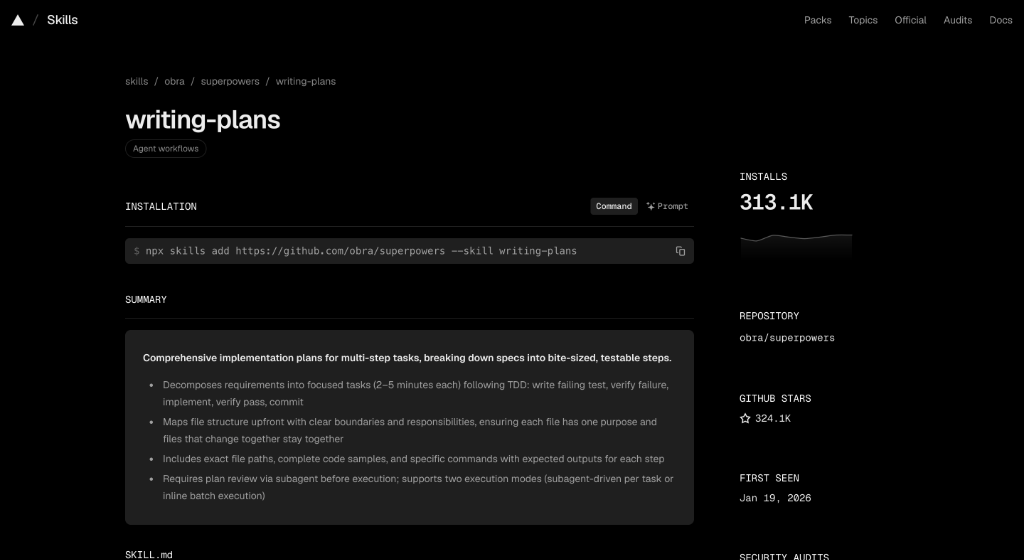 / Skills
Packs Topics Official Audits Docs
skills / obra / superpowers / writing-plans
writing-plans
Agent workflows
INSTALLATION
Command Prompt
$ npx skills add https://github.com/obra/superpowers --skill writing-plans
SUMMARY
Comprehensive implementation plans for multi-step tasks, breaking down specs into bite-sized, testable steps.
• Decomposes requirements into focused tasks (2–5 minutes each) following TDD: write failing test, verify failure,
implement, verify pass, commit
• Maps file structure upfront with clear boundaries and responsibilities, ensuring each file has one purpose and
files that change together stay together
• Includes exact file paths, complete code samples, and specific commands with expected outputs for each step
• Requires plan review via subagent before execution; supports two execution modes (subagent-driven per task or
inline batch execution)
SKILL.md
INSTALLS
313.1K
REPOSITORY
obra/superpowers
GITHUB STARS
324.1K
FIRST SEEN
Jan 19, 2026
SECURITY AUDITS